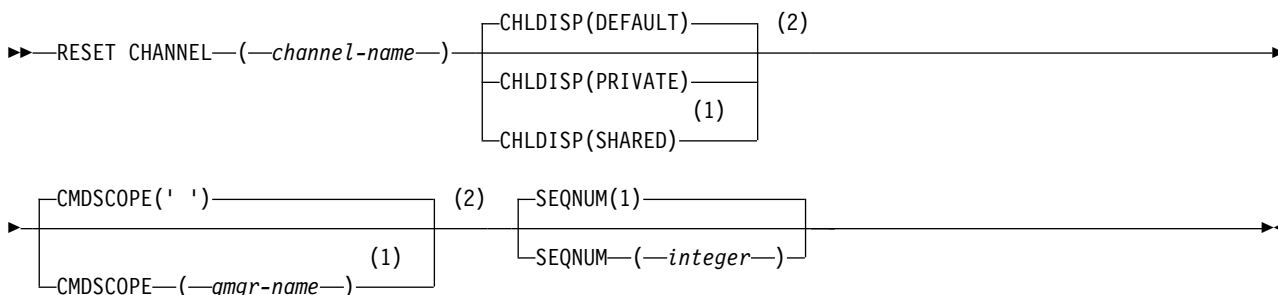 CHLDISP(DEFAULT) (2)
RESET CHANNEL ( channel-name )
CHLDISP(PRIVATE)
(1)
CHLDISP(SHARED)
CMDSCOPE(' ') (2) SEQNUM(1)
(1) SEQNUM ( integer )
CMDSCOPE ( qmgr-name )